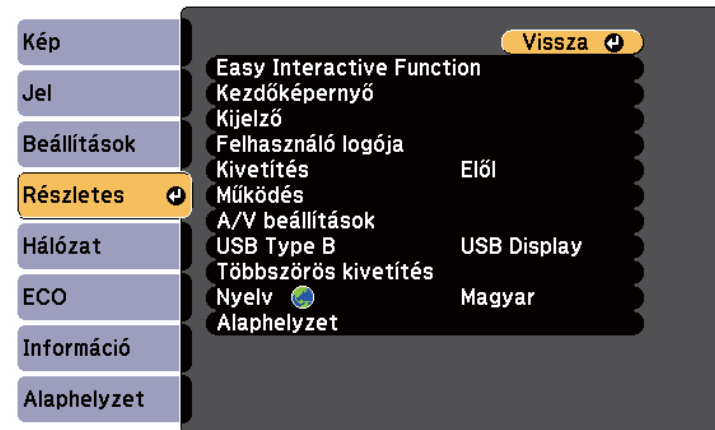 Kép
Jel
Beállítások
Részletes
Hálózat
ECO
Információ
Alaphelyzet
Vissza
Easy Interactive Function
Kezdőképernyő
Kijelző
Felhasználó logója
Kivetítés Elől
Működés
A/V beállítások
USB Type B USB Display
Többszörös kivetítés
Nyelv Magyar
Alaphelyzet